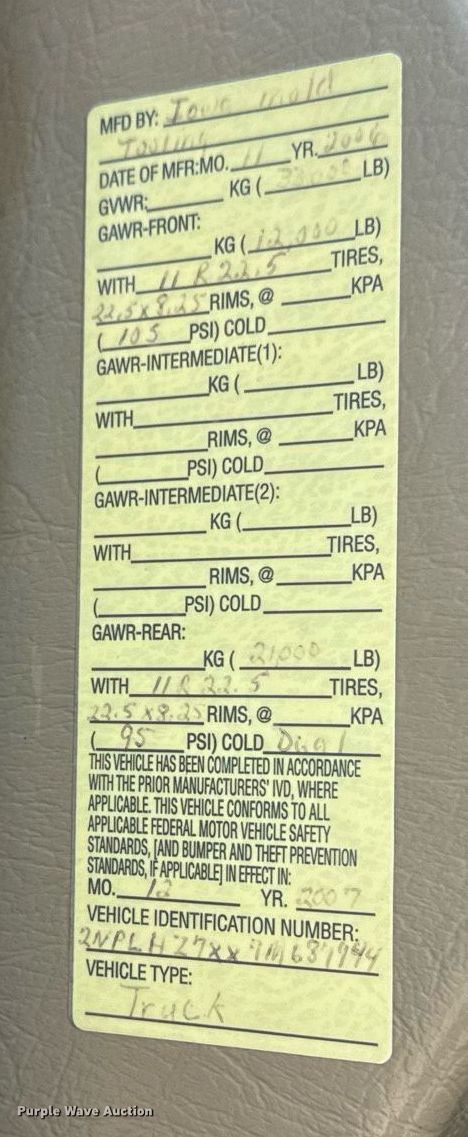 MFD BY: Iowa mold
Tooling
DATE OF MFR:MO. 11 YR. 2006
GVWR: KG ( 33000 LB)
GAWR-FRONT:
KG ( 12,000 LB)
WITH 11 R 22.5 TIRES,
22.5 x 8.25 RIMS, @ KPA
( 105 PSI) COLD
GAWR-INTERMEDIATE(1):
KG ( LB)
WITH TIRES,
RIMS, @ KPA
( PSI) COLD
GAWR-INTERMEDIATE(2):
KG ( LB)
WITH TIRES,
RIMS, @ KPA
( PSI) COLD
GAWR-REAR:
KG ( 21,000 LB)
WITH 11 R 22.5 TIRES,
22.5 x 8.25 RIMS, @ KPA
( 95 PSI) COLD Dual
THIS VEHICLE HAS BEEN COMPLETED IN ACCORDANCE
WITH THE PRIOR MANUFACTURERS' IVD, WHERE
APPLICABLE. THIS VEHICLE CONFORMS TO ALL
APPLICABLE FEDERAL MOTOR VEHICLE SAFETY
STANDARDS, [AND BUMPER AND THEFT PREVENTION
STANDARDS, IF APPLICABLE] IN EFFECT IN:
MO. 12 YR. 2007
VEHICLE IDENTIFICATION NUMBER:
VEHICLE TYPE:
Truck
Purple Wave Auction